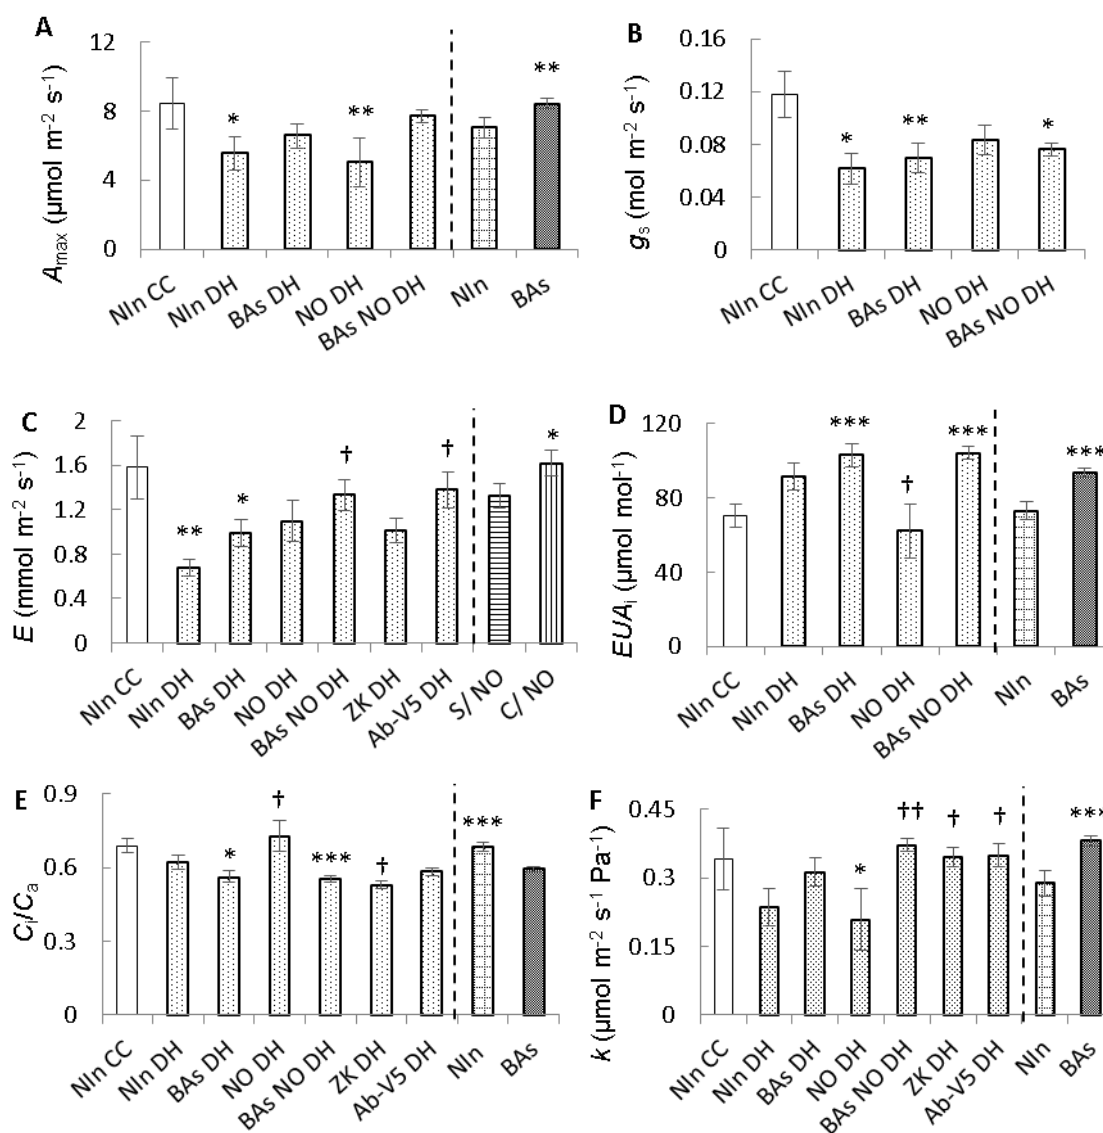 A
A_max (µmol m⁻² s⁻¹)
12
8
4
0
*
**
**
NIn CC
NIn DH
BAs DH
NO DH
BAs NO DH
NIn
BAs
B
g_s (mol m⁻² s⁻¹)
0.16
0.12
0.08
0.04
0
*
**
*
NIn CC
NIn DH
BAs DH
NO DH
BAs NO DH
C
E (mmol m⁻² s⁻¹)
2
1.6
1.2
0.8
0.4
0
**
*
†
†
*
NIn CC
NIn DH
BAs DH
NO DH
BAs NO DH
ZK DH
Ab-V5 DH
S/ NO
C/ NO
D
EUA_i (µmol mol⁻¹)
120
80
40
0
***
†
***
***
NIn CC
NIn DH
BAs DH
NO DH
BAs NO DH
NIn
BAs
E
C_i/C_a
0.9
0.6
0.3
0
*
†
***
†
***
NIn CC
NIn DH
BAs DH
NO DH
BAs NO DH
ZK DH
Ab-V5 DH
NIn
BAs
F
k (µmol m⁻² s⁻¹ Pa⁻¹)
0.45
0.3
0.15
0
*
††
†
†
***
NIn CC
NIn DH
BAs DH
NO DH
BAs NO DH
ZK DH
Ab-V5 DH
NIn
BAs